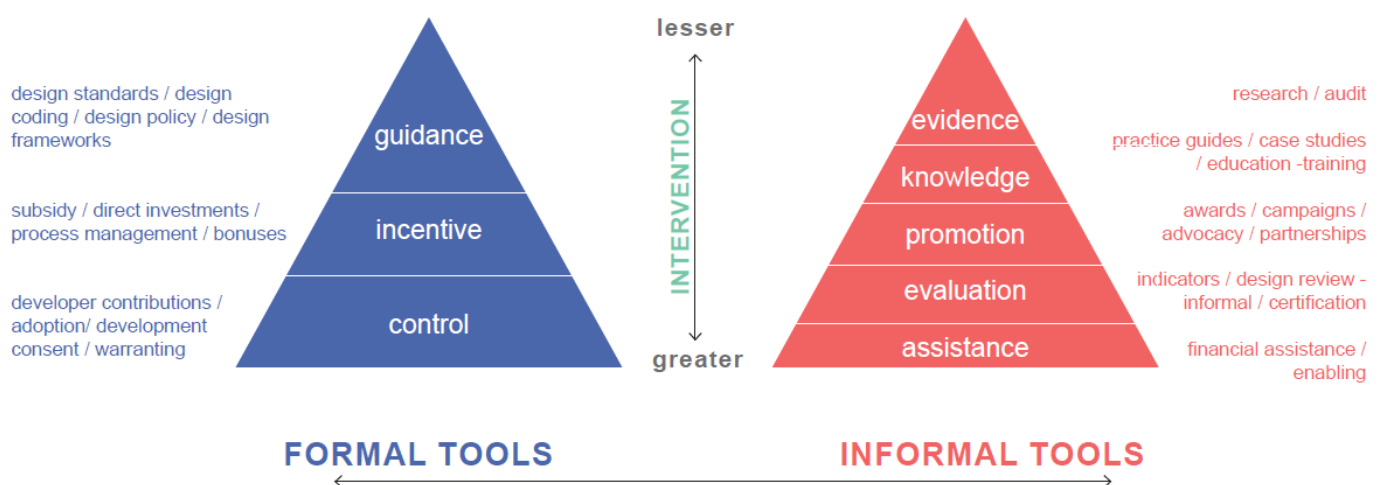 lesser
design standards / design
coding / design policy / design
frameworks
guidance
subsidy / direct investments /
process management / bonuses
incentive
developer contributions /
adoption/ development
consent / warranting
control
INTERVENTION
greater
evidence
research / audit
knowledge
practice guides / case studies
/ education -training
promotion
awards / campaigns /
advocacy / partnerships
evaluation
indicators / design review -
informal / certification
assistance
financial assistance /
enabling
FORMAL TOOLS
INFORMAL TOOLS